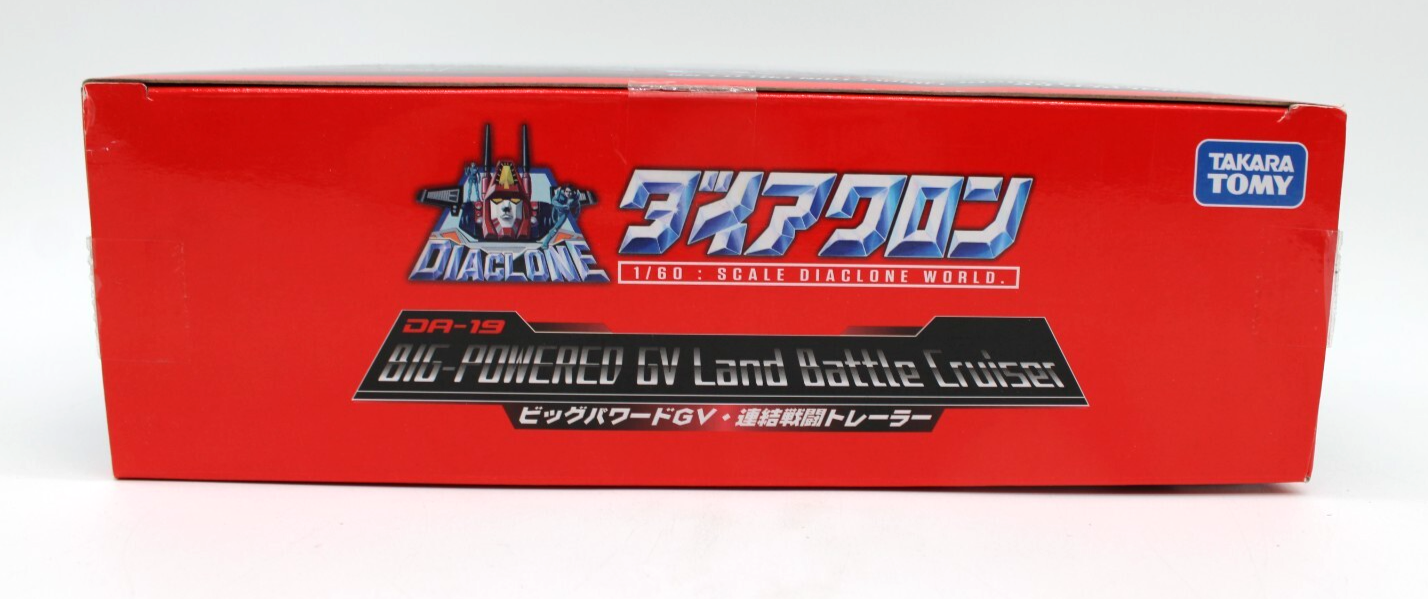 TAKARA
TOMY
DIACLONE
ダイアクロン
1/60 : SCALE DIACLONE WORLD.
DA-19
BIG-POWERED GV Land Battle Cruiser
ビッグパワードGV・連結戦闘トレーラー